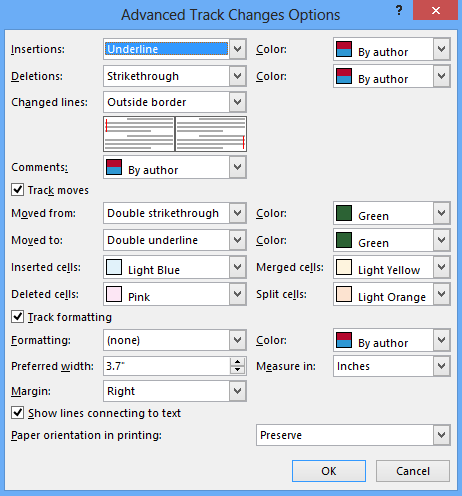 Advanced Track Changes Options ? ×
Insertions: Underline Color: By author
Deletions: Strikethrough Color: By author
Changed lines: Outside border
Comments: By author
Track moves
Moved from: Double strikethrough Color: Green
Moved to: Double underline Color: Green
Inserted cells: Light Blue Merged cells: Light Yellow
Deleted cells: Pink Split cells: Light Orange
Track formatting
Formatting: (none) Color: By author
Preferred width: 3.7" Measure in: Inches
Margin: Right
Show lines connecting to text
Paper orientation in printing: Preserve
OK Cancel